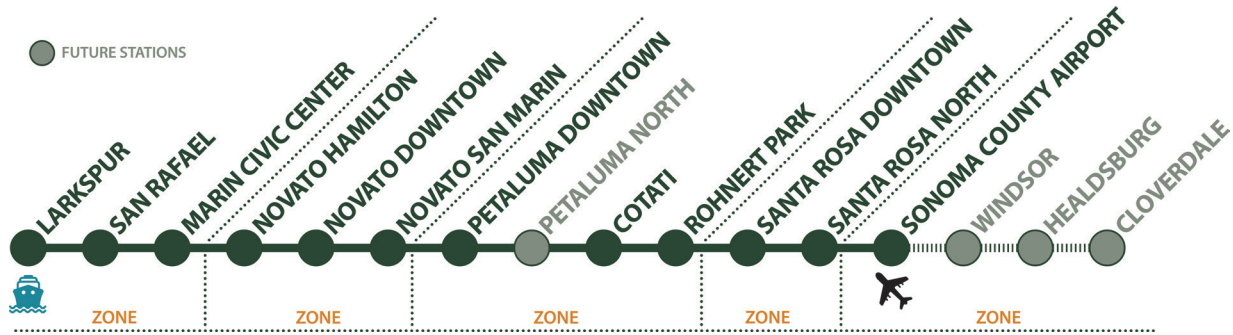 FUTURE STATIONS
LARKSPUR
SAN RAFAEL
MARIN CIVIC CENTER
NOVATO HAMILTON
NOVATO DOWNTOWN
NOVATO SAN MARIN
PETALUMA DOWNTOWN
PETALUMA NORTH
COTATI
ROHNERT PARK
SANTA ROSA DOWNTOWN
SANTA ROSA NORTH
SONOMA COUNTY AIRPORT
WINDSOR
HEALDSBURG
CLOVERDALE
ZONE
ZONE
ZONE
ZONE
ZONE